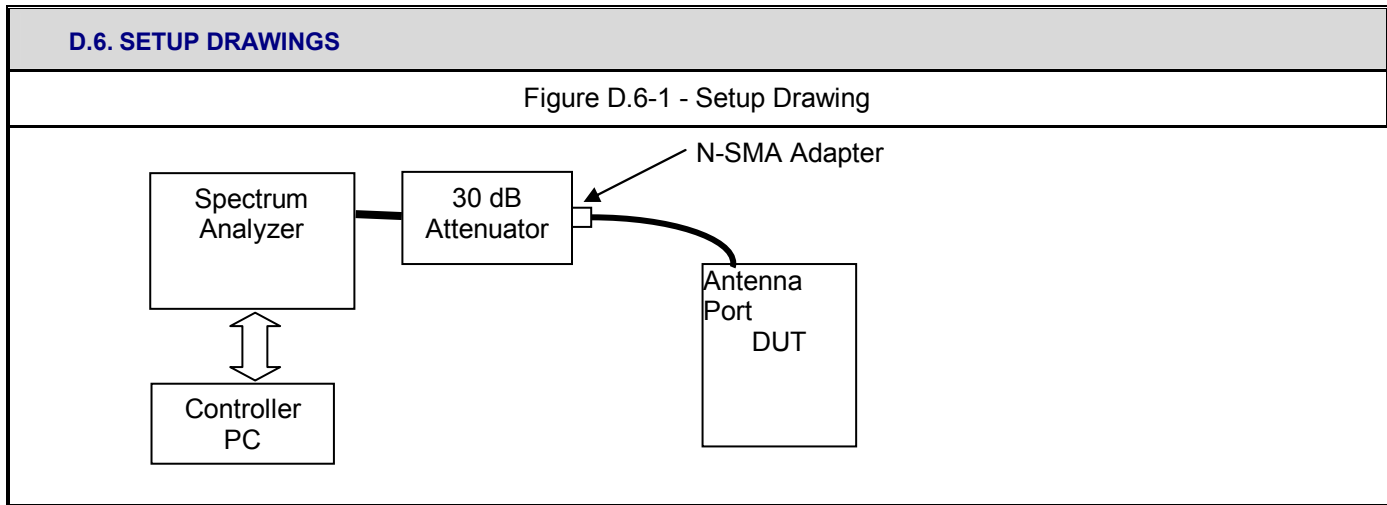 D.6. SETUP DRAWINGS
Figure D.6-1 - Setup Drawing
N-SMA Adapter
Spectrum
Analyzer
30 dB
Attenuator
Antenna
Port
DUT
Controller
PC